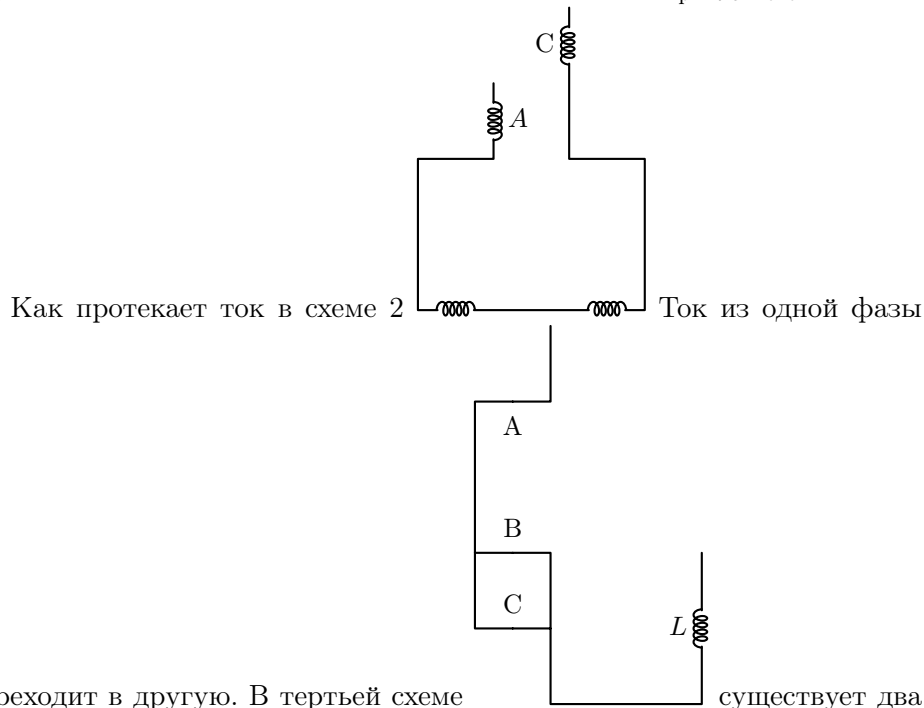 C
A
Как протекает ток в схеме 2 Ток из одной фазы
A
B
C
L
реходит в другую. В тертьей схеме существует два